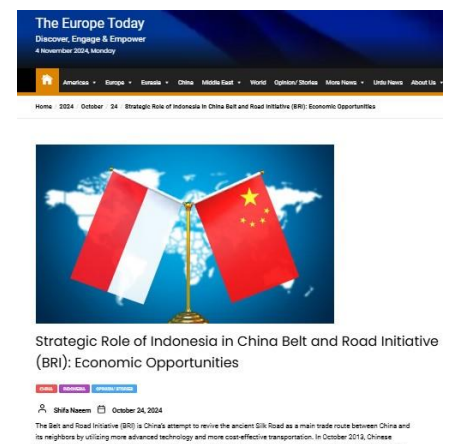 The Europe Today
Discover, Engage & Empower
4 November 2024, Monday
Americas Europe Eurasia China Middle East World Opinion/ Stories More News Urdu News About Us
Home / 2024 / October / 24 / Strategic Role of Indonesia in China Belt and Road Initiative (BRI): Economic Opportunities
Strategic Role of Indonesia in China Belt and Road Initiative
(BRI): Economic Opportunities
CHINA INDONESIA OPINION/ STORIES
Shifa Naeem October 24, 2024
The Belt and Road Initiative (BRI) is China's attempt to revive the ancient Silk Road as a main trade route between China and
its neighbors by utilizing more advanced technology and more cost-effective transportation. In October 2013, Chinese